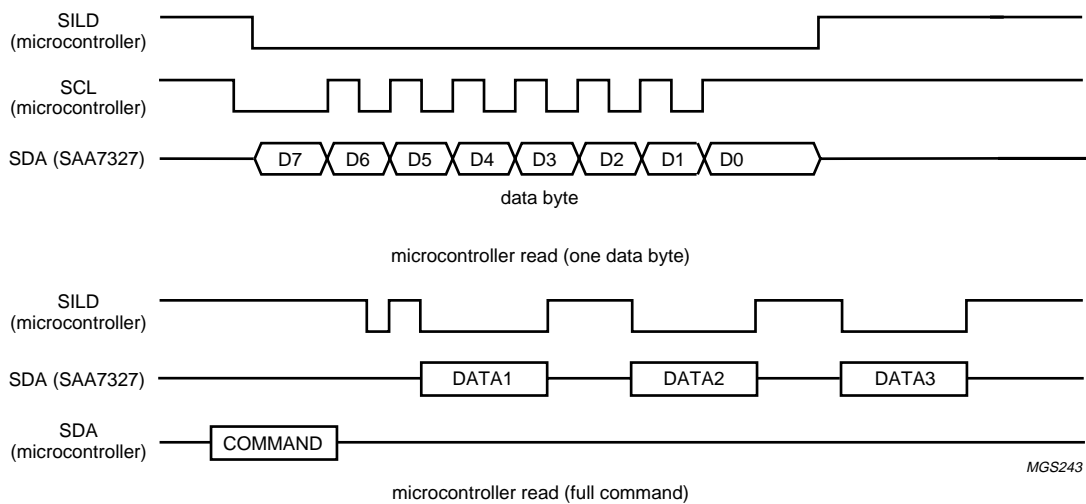 SILD
(microcontroller)
SCL
(microcontroller)
SDA (SAA7327)
D7 D6 D5 D4 D3 D2 D1 D0
data byte
microcontroller read (one data byte)
SILD
(microcontroller)
SDA (SAA7327)
DATA1 DATA2 DATA3
SDA
(microcontroller)
COMMAND
MGS243
microcontroller read (full command)